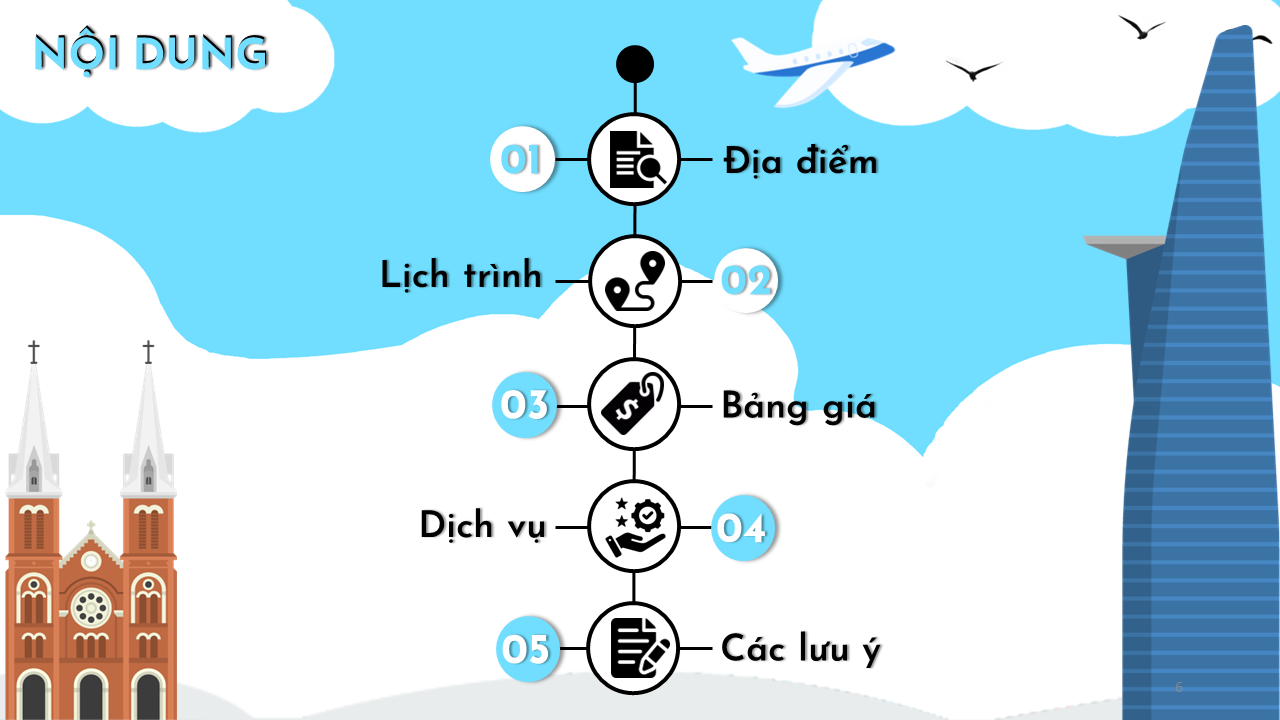 NỘI DUNG
01
Địa điểm
Lịch trình
02
03
Bảng giá
Dịch vụ
04
05
Các lưu ý
6